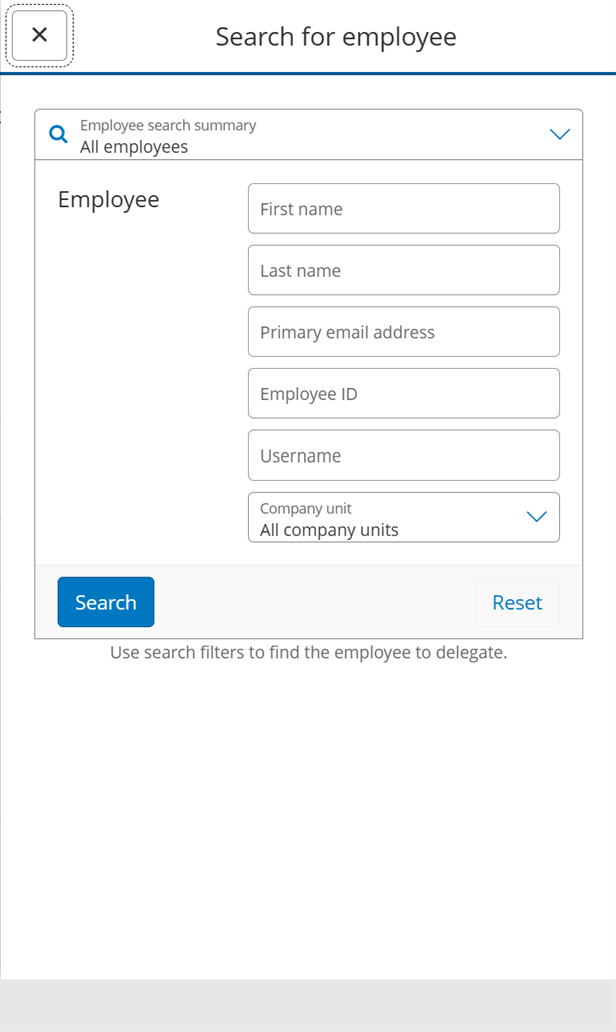 Search for employee
Employee search summary
All employees
Employee
First name
Last name
Primary email address
Employee ID
Username
Company unit
All company units
Search
Reset
Use search filters to find the employee to delegate.